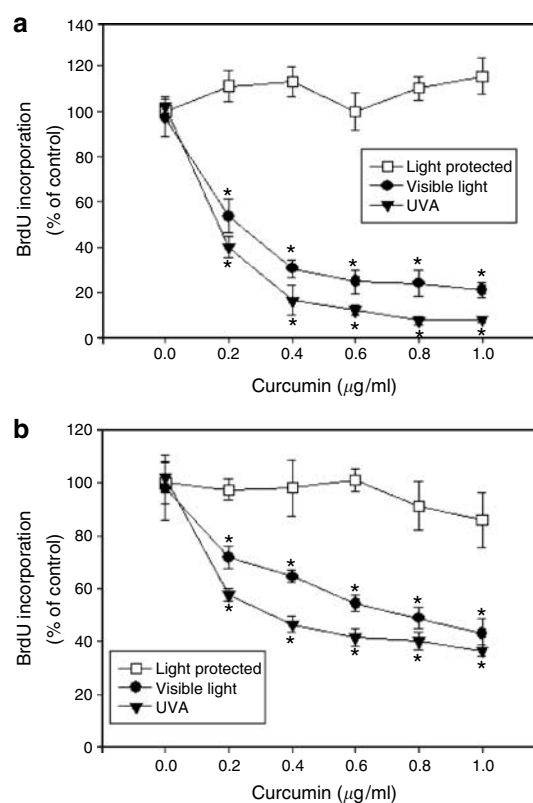 a
140
120
100
80
60
40
20
0
BrdU incorporation
(% of control)
Light protected
Visible light
UVA
* * * * *
* * * * *
0.0 0.2 0.4 0.6 0.8 1.0
Curcumin (μg/ml)
b
120
100
80
60
40
20
0
BrdU incorporation
(% of control)
* * * * *
* * * * *
Light protected
Visible light
UVA
0.0 0.2 0.4 0.6 0.8 1.0
Curcumin (μg/ml)